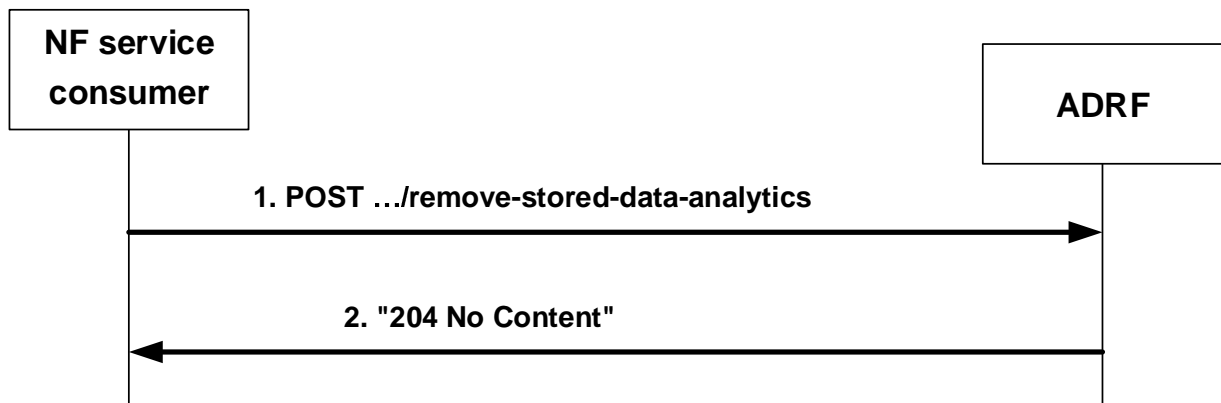 NF service
consumer
ADRF
1. POST …/remove-stored-data-analytics
2. "204 No Content"